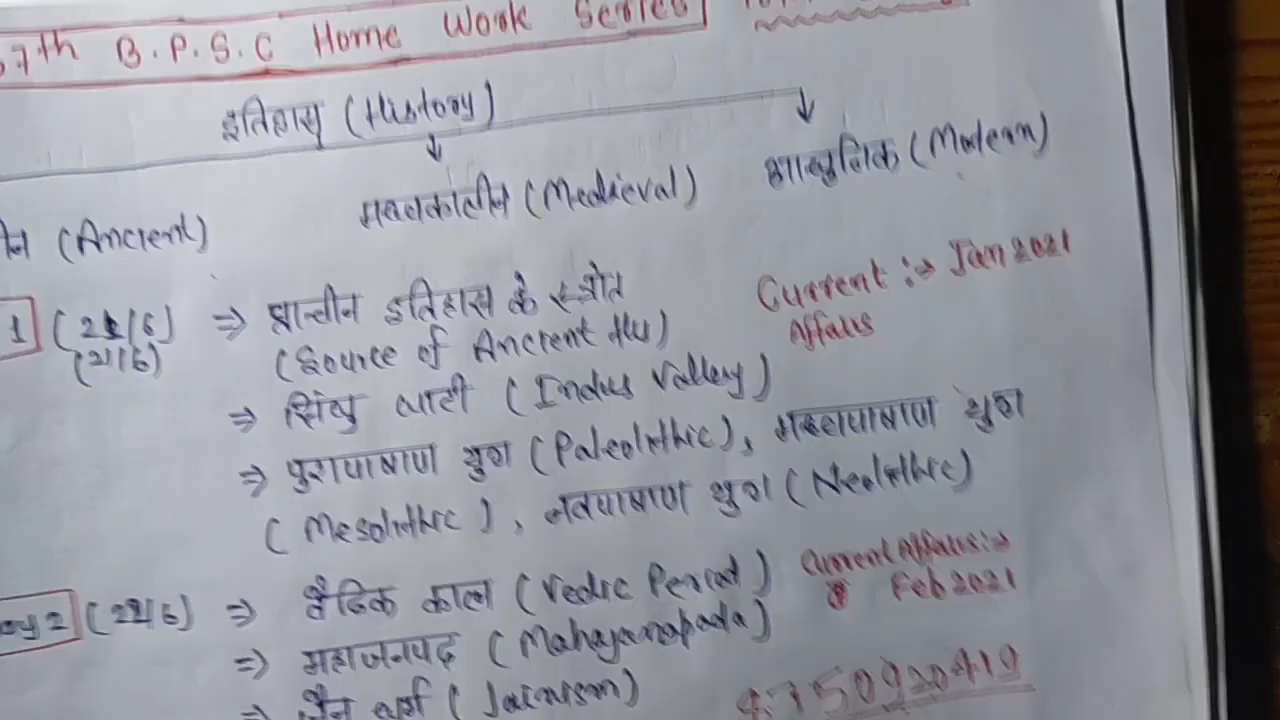 67th B.P.S.C Home Work Series
इतिहास (History)
मध्यकालीन (Medieval) आधुनिक (Modern)
(Ancient)
1 (21/6) ⇒ प्राचीन इतिहास के स्त्रोत Current :→ Jan 2021
(21/6) (Source of Ancient His) Affairs
⇒ सिंधु घाटी (Indus Valley)
⇒ पुरापाषाण युग (Paleolithic), मध्यपाषाण युग
(Mesolithic), नवपाषाण युग (Neolithic)
Day 2 (22/6) ⇒ वैदिक काल (Vedic Period) Current Affairs :→
Feb 2021
⇒ महाजनपद (Mahajanapada)
⇒ जैन धर्म (Jainism)